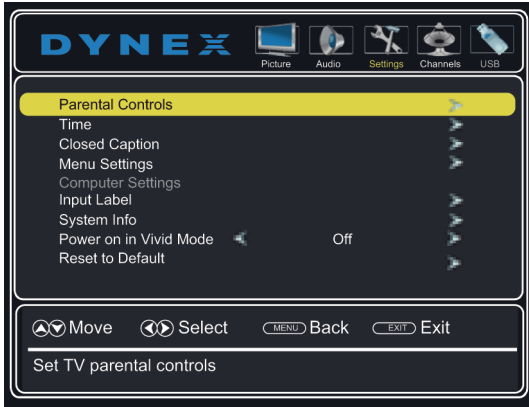 DYNEX
Picture Audio Settings Channels USB
Parental Controls
Time
Closed Caption
Menu Settings
Computer Settings
Input Label
System Info
Power on in Vivid Mode Off
Reset to Default
Move Select MENU Back EXIT Exit
Set TV parental controls